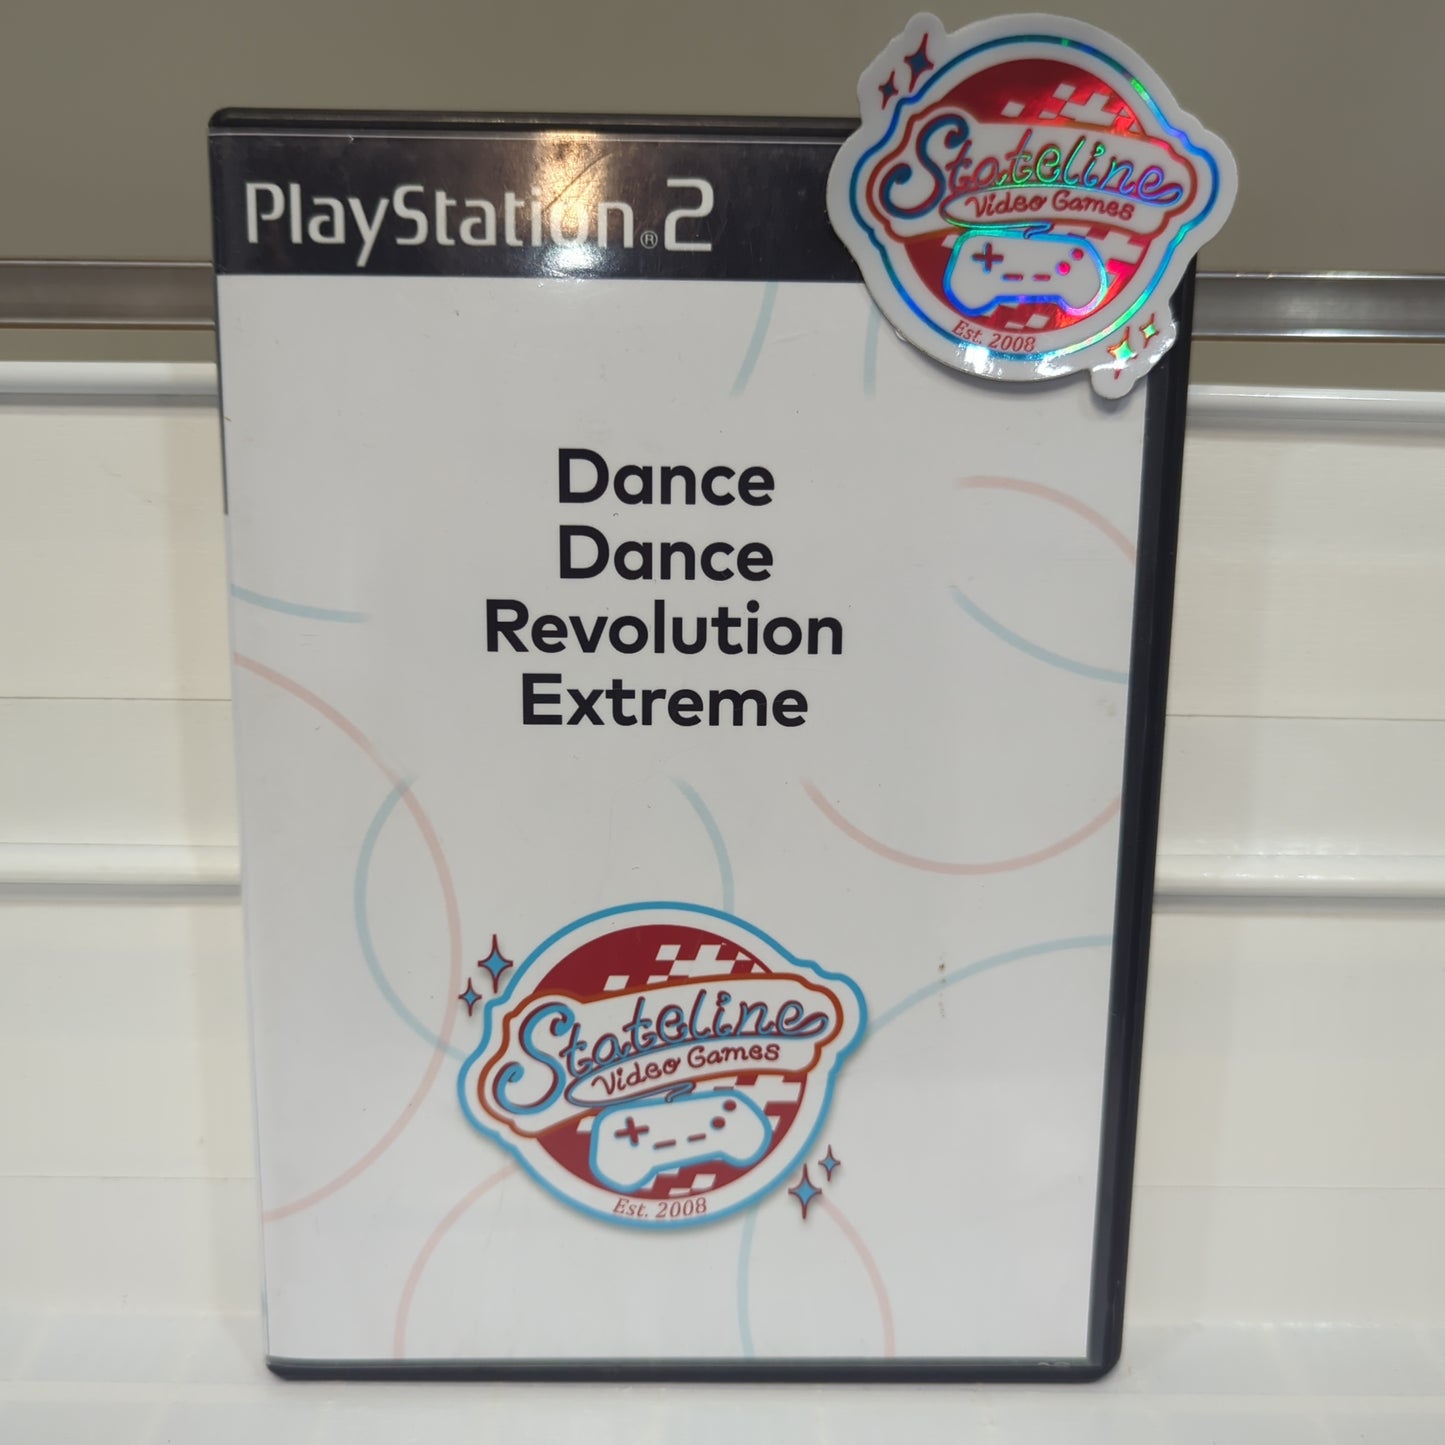 PlayStation®2
Stateline
Video Games
Est. 2008
Dance
Dance
Revolution
Extreme
Stateline
Video Games
Est. 2008